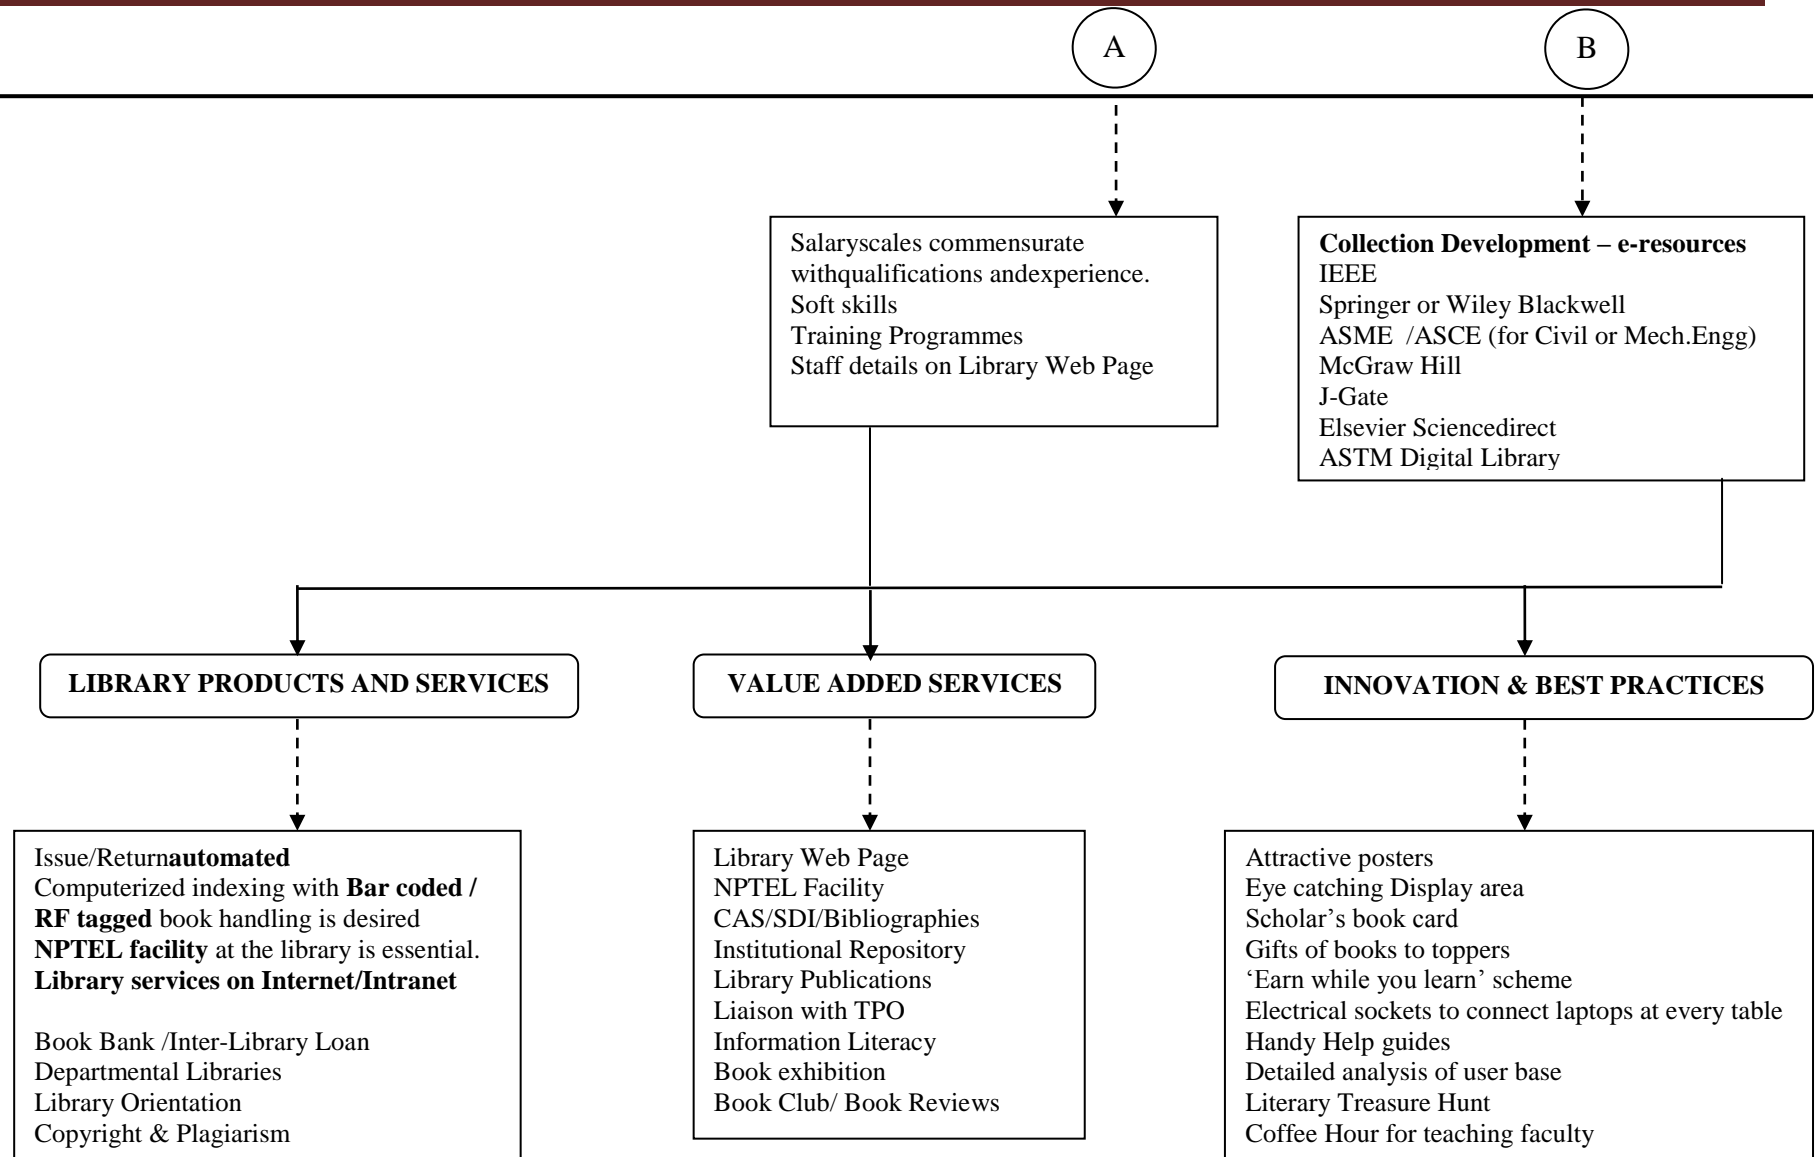 A
B
Salaryscales commensurate
withqualifications andexperience.
Soft skills
Training Programmes
Staff details on Library Web Page
Collection Development – e-resources
IEEE
Springer or Wiley Blackwell
ASME /ASCE (for Civil or Mech.Engg)
McGraw Hill
J-Gate
Elsevier Sciencedirect
ASTM Digital Library
LIBRARY PRODUCTS AND SERVICES
VALUE ADDED SERVICES
INNOVATION & BEST PRACTICES
Issue/Returnautomated
Computerized indexing with Bar coded /
RF tagged book handling is desired
NPTEL facility at the library is essential.
Library services on Internet/Intranet
Book Bank /Inter-Library Loan
Departmental Libraries
Library Orientation
Copyright & Plagiarism
Library Web Page
NPTEL Facility
CAS/SDI/Bibliographies
Institutional Repository
Library Publications
Liaison with TPO
Information Literacy
Book exhibition
Book Club/ Book Reviews
Attractive posters
Eye catching Display area
Scholar’s book card
Gifts of books to toppers
‘Earn while you learn’ scheme
Electrical sockets to connect laptops at every table
Handy Help guides
Detailed analysis of user base
Literary Treasure Hunt
Coffee Hour for teaching faculty